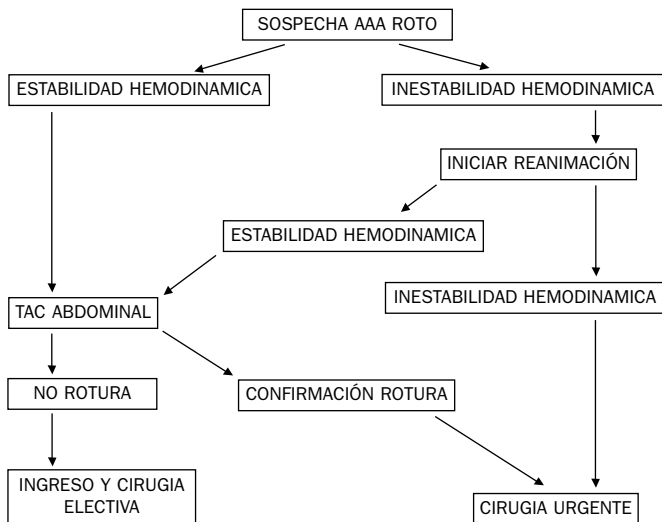 SOSPECHA AAA ROTO
ESTABILIDAD HEMODINAMICA
INESTABILIDAD HEMODINAMICA
INICIAR REANIMACIÓN
ESTABILIDAD HEMODINAMICA
INESTABILIDAD HEMODINAMICA
TAC ABDOMINAL
NO ROTURA
CONFIRMACIÓN ROTURA
INGRESO Y CIRUGIA
ELECTIVA
CIRUGIA URGENTE